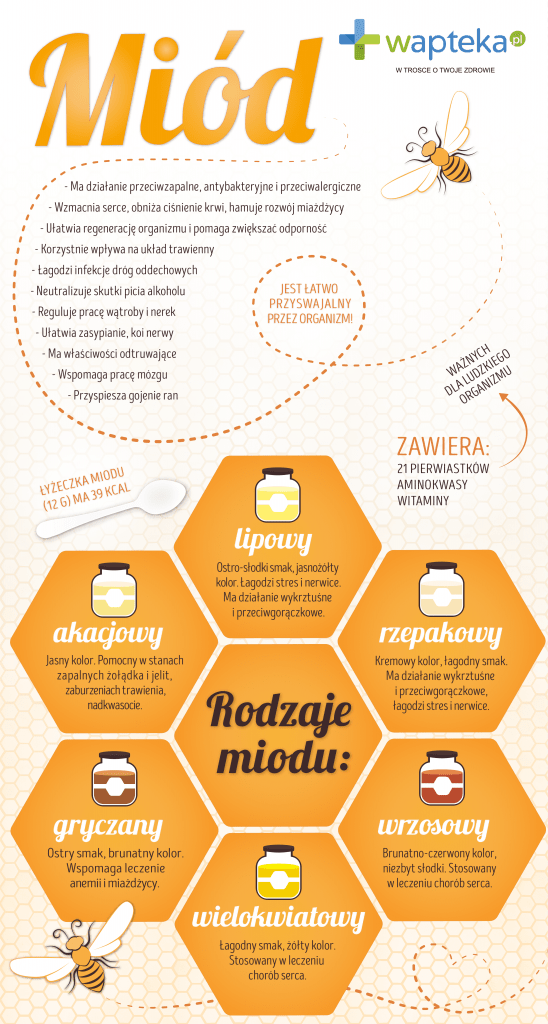 Miód
wapteka.pl
W TROSCE O TWOJE ZDROWIE
- Ma działanie przeciwzapalne, antybakteryjne i przeciwalergiczne
- Wzmacnia serce, obniża ciśnienie krwi, hamuje rozwój miażdżycy
- Ułatwia regenerację organizmu i pomaga zwiększać odporność
- Korzystnie wpływa na układ trawienny
- Łagodzi infekcje dróg oddechowych
- Neutralizuje skutki picia alkoholu
- Reguluje pracę wątroby i nerek
- Ułatwia zasypianie, koi nerwy
- Ma właściwości odtruwające
- Wspomaga pracę mózgu
- Przyspiesza gojenie ran
JEST ŁATWO
PRZYSWAJALNY
PRZEZ ORGANIZM!
WAŻNYCH
DLA LUDZKIEGO
ORGANIZMU
ZAWIERA:
21 PIERWIASTKÓW
AMINOKWASY
WITAMINY
ŁYŻECZKA MIODU
(12 G) MA 39 KCAL
lipowy
Ostro-słodki smak, jasnożółty
kolor. Łagodzi stres i nerwice.
Ma działanie wykrztuśne
i przeciwgorączkowe.
akacjowy
Jasny kolor. Pomocny w stanach
zapalnych żołądka i jelit,
zaburzeniach trawienia,
nadkwasocie.
rzepakowy
Kremowy kolor, łagodny smak.
Ma działanie wykrztuśne
i przeciwgorączkowe,
łagodzi stres i nerwice.
Rodzaje
miodu:
gryczany
Ostry smak, brunatny kolor.
Wspomaga leczenie
anemii i miażdżycy.
wrzosowy
Brunatno-czerwony kolor,
niezbyt słodki. Stosowany
w leczeniu chorób serca.
wielokwiatowy
Łagodny smak, żółty kolor.
Stosowany w leczeniu
chorób serca.